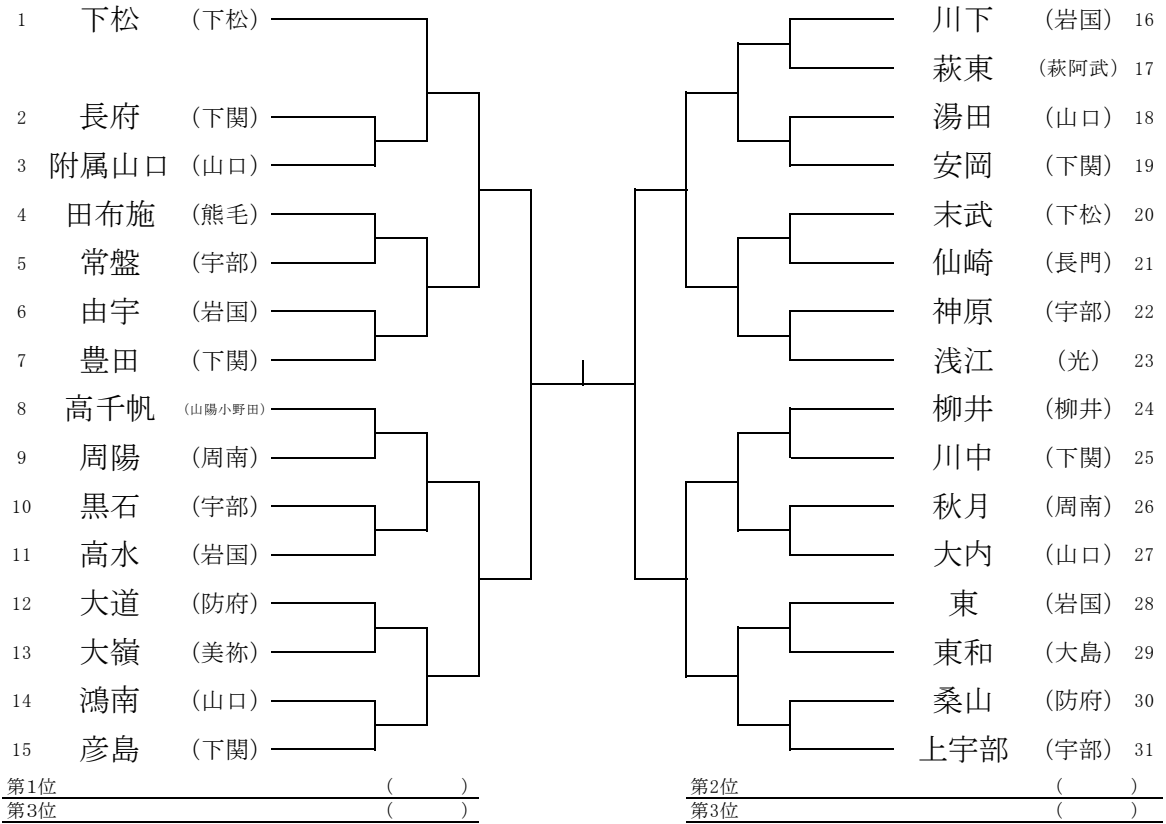 1 下松 (下松)
2 長府 (下関)
3 附属山口 (山口)
4 田布施 (熊毛)
5 常盤 (宇部)
6 由宇 (岩国)
7 豊田 (下関)
8 高千帆 (山陽小野田)
9 周陽 (周南)
10 黒石 (宇部)
11 高水 (岩国)
12 大道 (防府)
13 大嶺 (美祢)
14 鴻南 (山口)
15 彦島 (下関)
川下 (岩国) 16
萩東 (萩阿武) 17
湯田 (山口) 18
安岡 (下関) 19
末武 (下松) 20
仙崎 (長門) 21
神原 (宇部) 22
浅江 (光) 23
柳井 (柳井) 24
川中 (下関) 25
秋月 (周南) 26
大内 (山口) 27
東 (岩国) 28
東和 (大島) 29
桑山 (防府) 30
上宇部 (宇部) 31
第1位 ( )
第3位 ( )
第2位 ( )
第3位 ( )